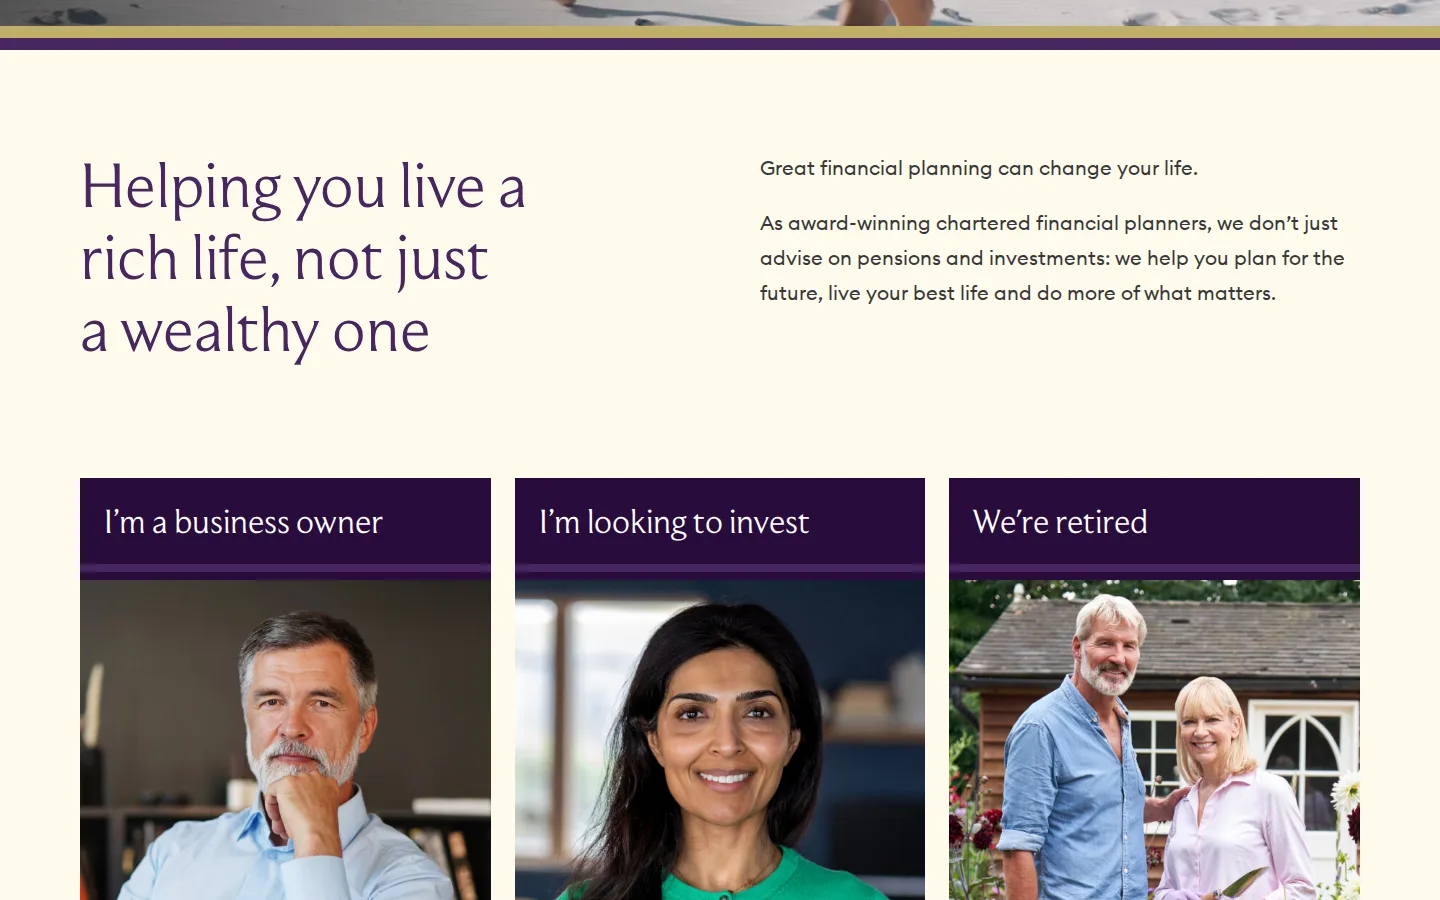 Helping you live a
rich life, not just
a wealthy one
Great financial planning can change your life.
As award-winning chartered financial planners, we don’t just
advise on pensions and investments: we help you plan for the
future, live your best life and do more of what matters.
I’m a business owner
I’m looking to invest
We’re retired